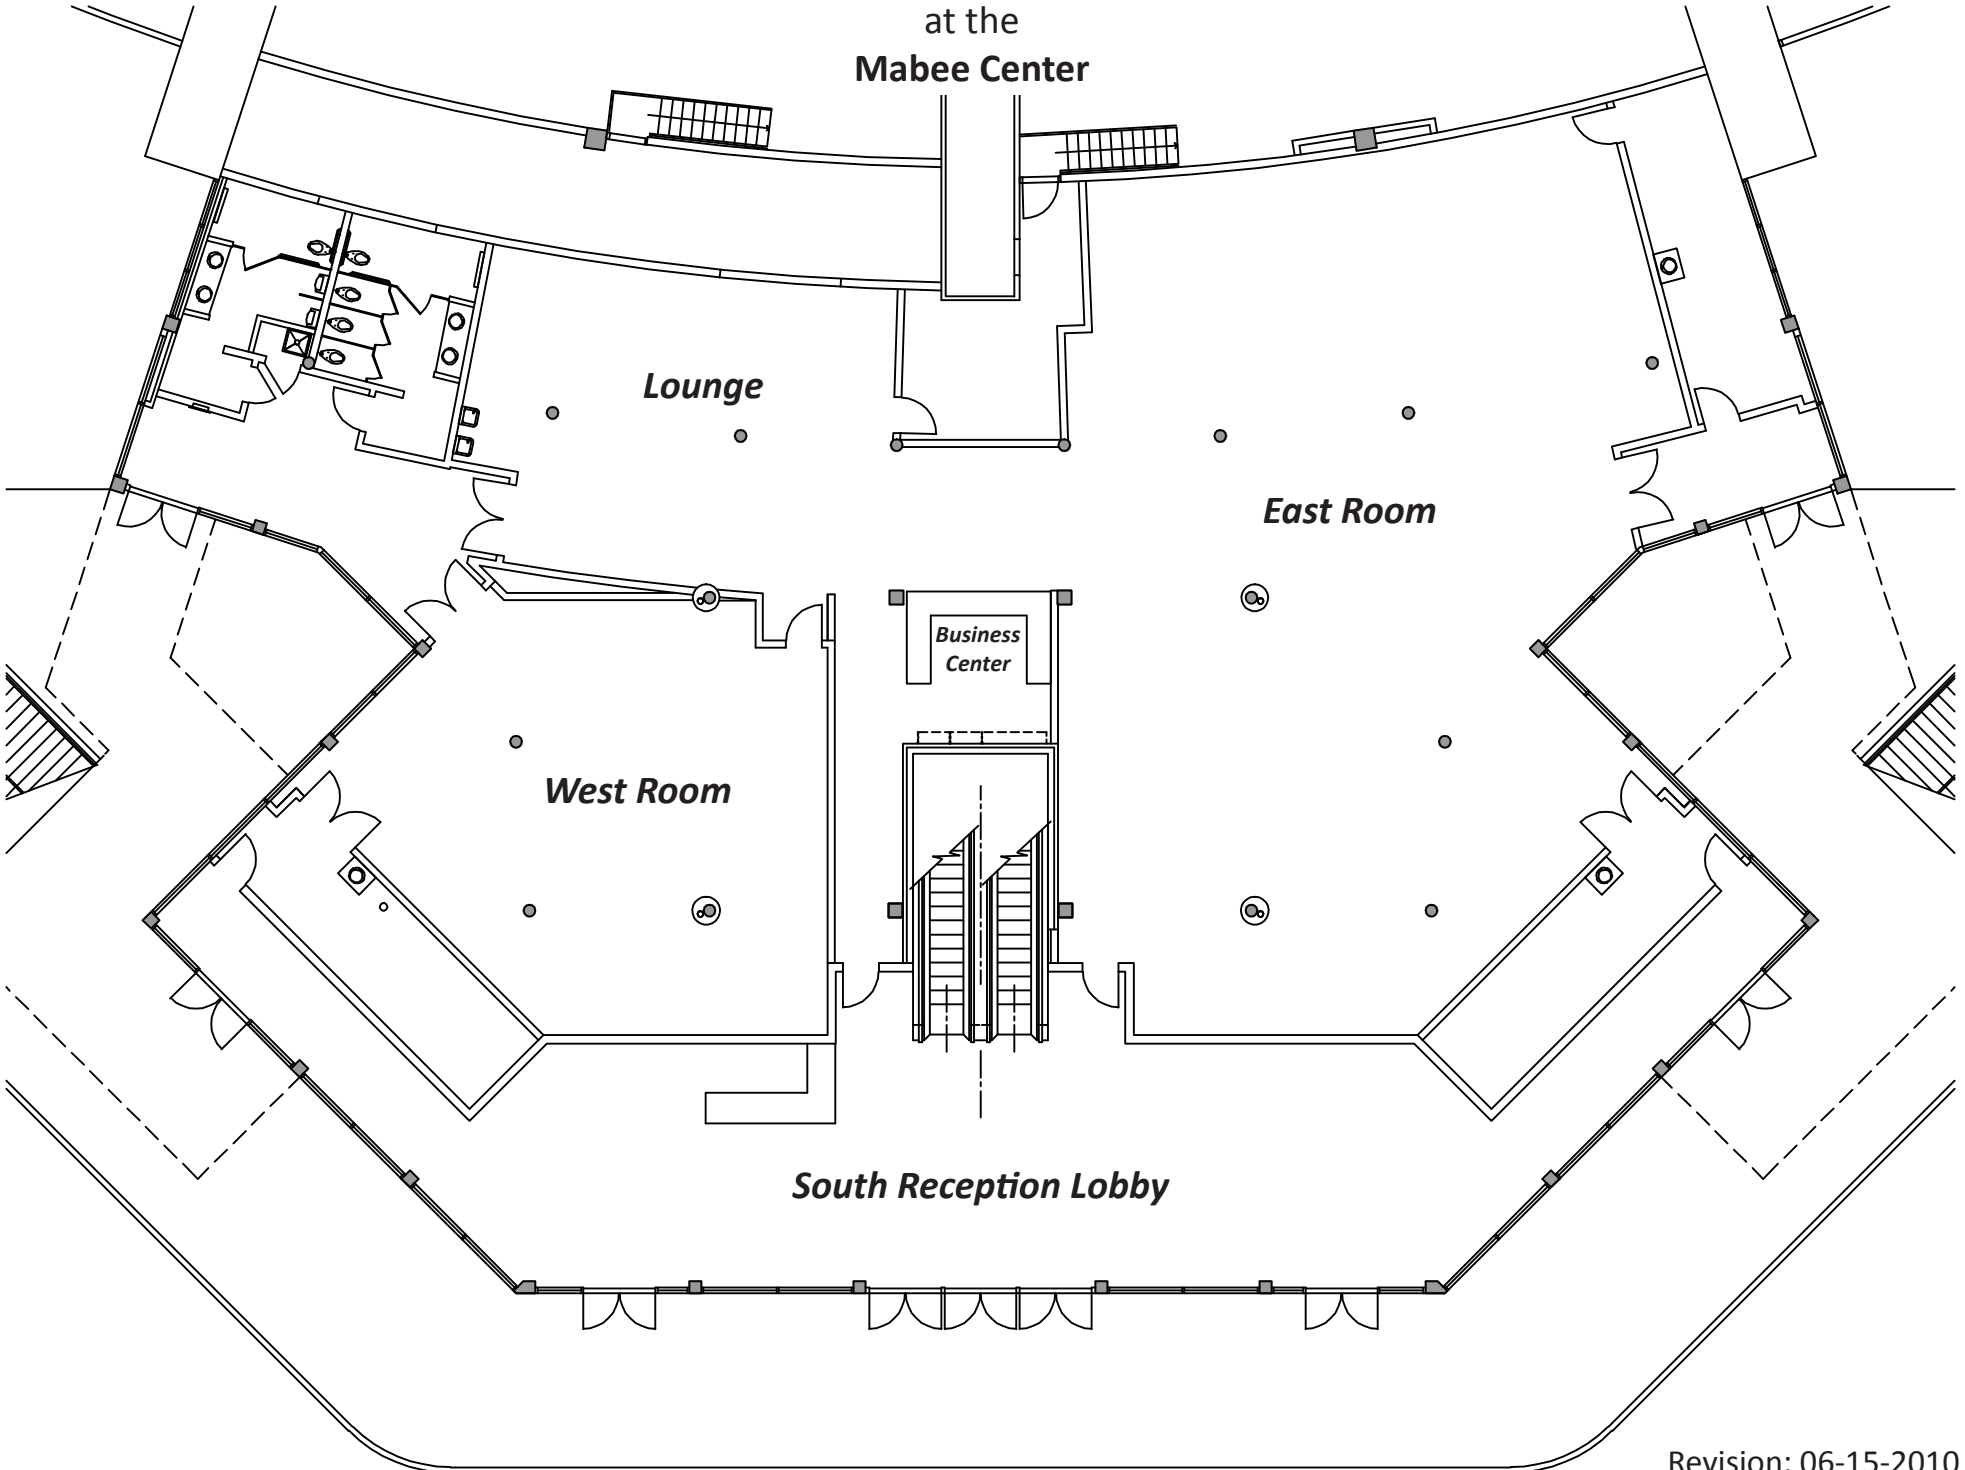 at the
Mabee Center
Lounge
East Room
Business
Center
West Room
South Reception Lobby
Revision: 06-15-2010